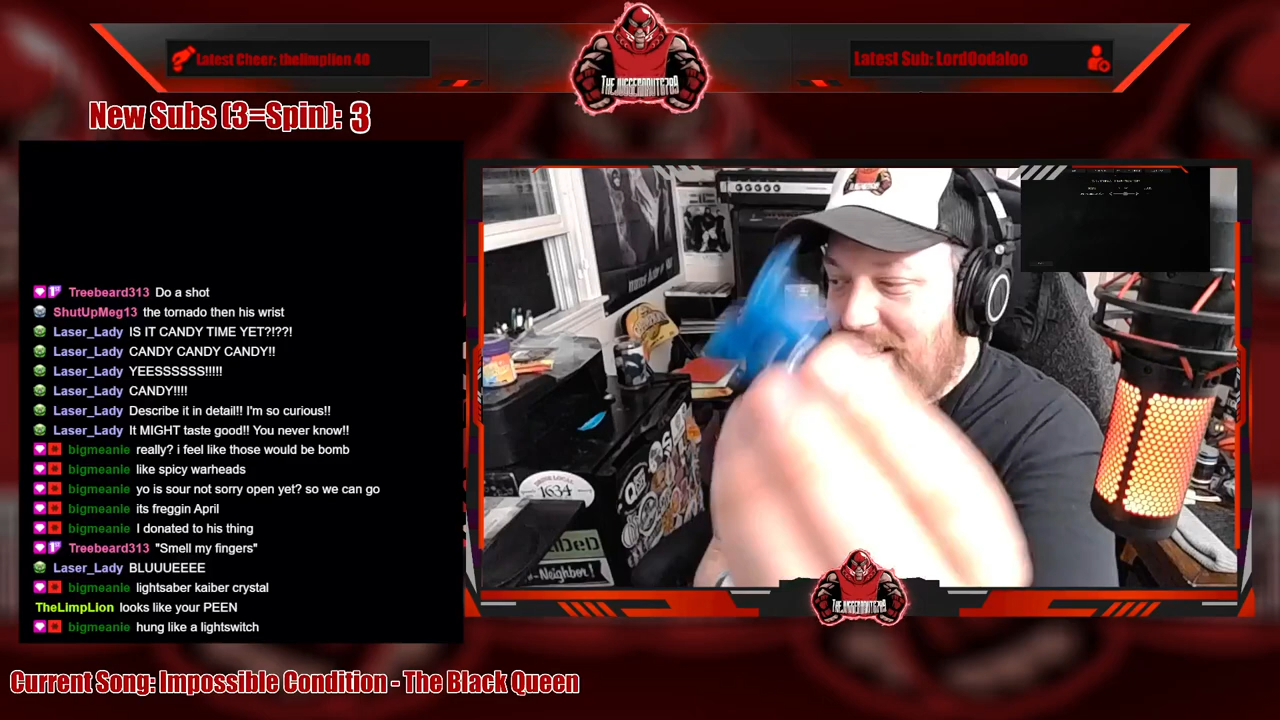 Latest Cheer: thelimplion 40
THEJUGGERNAUT6789
Latest Sub: LordOodaloo
New Subs (3=Spin): 3
Treebeard313 Do a shot
ShutUpMeg13 the tornado then his wrist
Laser_Lady IS IT CANDY TIME YET?!??!
Laser_Lady CANDY CANDY CANDY!!
Laser_Lady YEESSSSSS!!!!!
Laser_Lady CANDY!!!!
Laser_Lady Describe it in detail!! I'm so curious!!
Laser_Lady It MIGHT taste good!! You never know!!
bigmeanie really? i feel like those would be bomb
bigmeanie like spicy warheads
bigmeanie yo is sour not sorry open yet? so we can go
bigmeanie its freggin April
bigmeanie I donated to his thing
Treebeard313 "Smell my fingers"
Laser_Lady BLUUUEEEE
bigmeanie lightsaber kaiber crystal
TheLimpLion looks like your PEEN
bigmeanie hung like a lightswitch
1634
Neighbor!
THEJUGGERNAUT6789
Current Song: Impossible Condition - The Black Queen